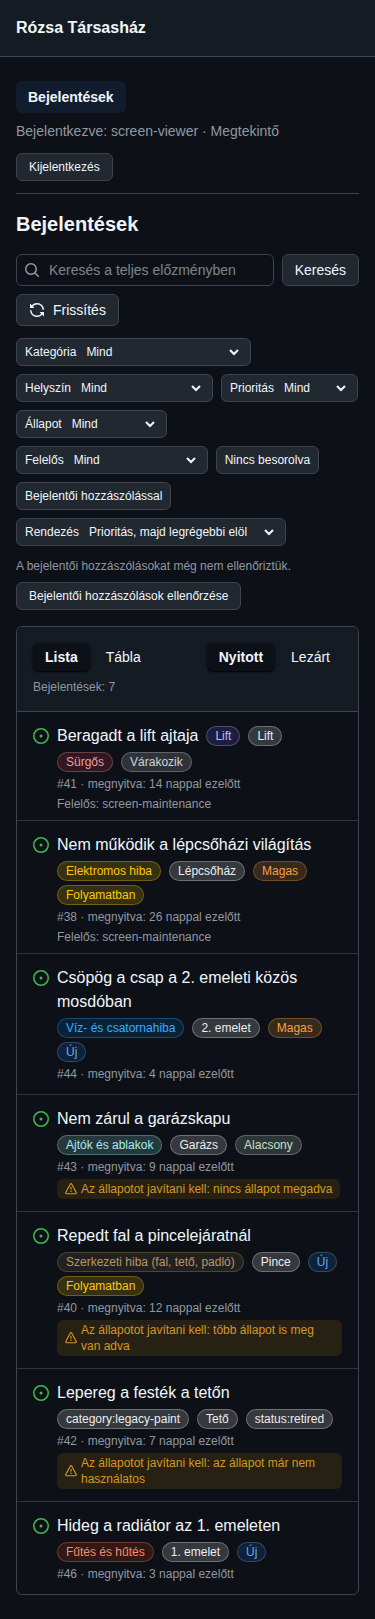 Rózsa Társasház
Bejelentések
Bejelentkezve: screen-viewer · Megtekintő
Kijelentkezés
Bejelentések
Keresés a teljes előzményben
Keresés
Frissítés
Kategória Mind
Helyszín Mind
Prioritás Mind
Állapot Mind
Felelős Mind
Nincs besorolva
Bejelentői hozzászólással
Rendezés Prioritás, majd legrégebbi elöl
A bejelentői hozzászólásokat még nem ellenőriztük.
Bejelentői hozzászólások ellenőrzése
Lista Tábla Nyitott Lezárt
Bejelentések: 7
Beragadt a lift ajtaja Lift Lift
Sürgős Várakozik
#41 · megnyitva: 14 nappal ezelőtt
Felelős: screen-maintenance
Nem működik a lépcsőházi világítás
Elektromos hiba Lépcsőház Magas
Folyamatban
#38 · megnyitva: 26 nappal ezelőtt
Felelős: screen-maintenance
Csöpög a csap a 2. emeleti közös
mosdóban
Víz- és csatornahiba 2. emelet Magas
Új
#44 · megnyitva: 4 nappal ezelőtt
Nem zárul a garázskapu
Ajtók és ablakok Garázs Alacsony
#43 · megnyitva: 9 nappal ezelőtt
Az állapotot javítani kell: nincs állapot megadva
Repedt fal a pincelejáratnál
Szerkezeti hiba (fal, tető, padló) Pince Új
Folyamatban
#40 · megnyitva: 12 nappal ezelőtt
Az állapotot javítani kell: több állapot is meg
van adva
Lepereg a festék a tetőn
category:legacy-paint Tető status:retired
#42 · megnyitva: 7 nappal ezelőtt
Az állapotot javítani kell: az állapot már nem
használatos
Hideg a radiátor az 1. emeleten
Fűtés és hűtés 1. emelet Új
#46 · megnyitva: 3 nappal ezelőtt